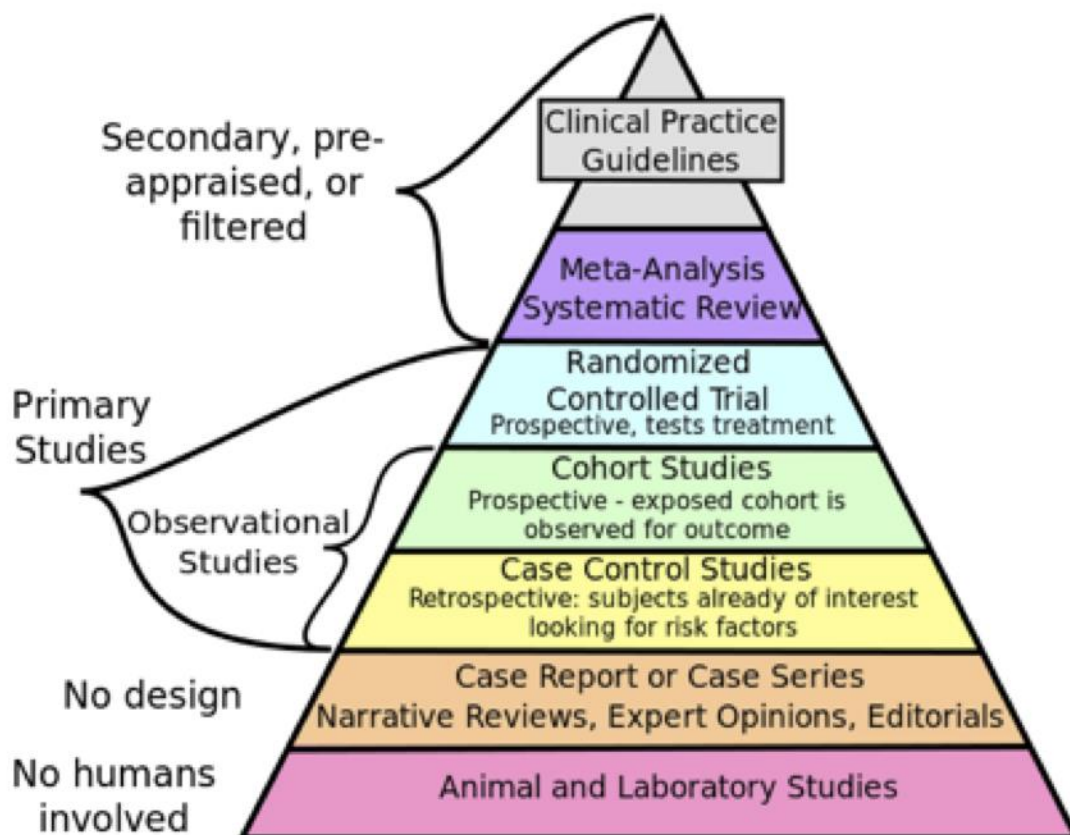 Clinical Practice
Guidelines
Secondary, pre-
appraised, or
filtered
Meta-Analysis
Systematic Review
Randomized
Controlled Trial
Prospective, tests treatment
Primary
Studies
Cohort Studies
Prospective - exposed cohort is
observed for outcome
Observational
Studies
Case Control Studies
Retrospective: subjects already of interest
looking for risk factors
No design
Case Report or Case Series
Narrative Reviews, Expert Opinions, Editorials
No humans
involved
Animal and Laboratory Studies